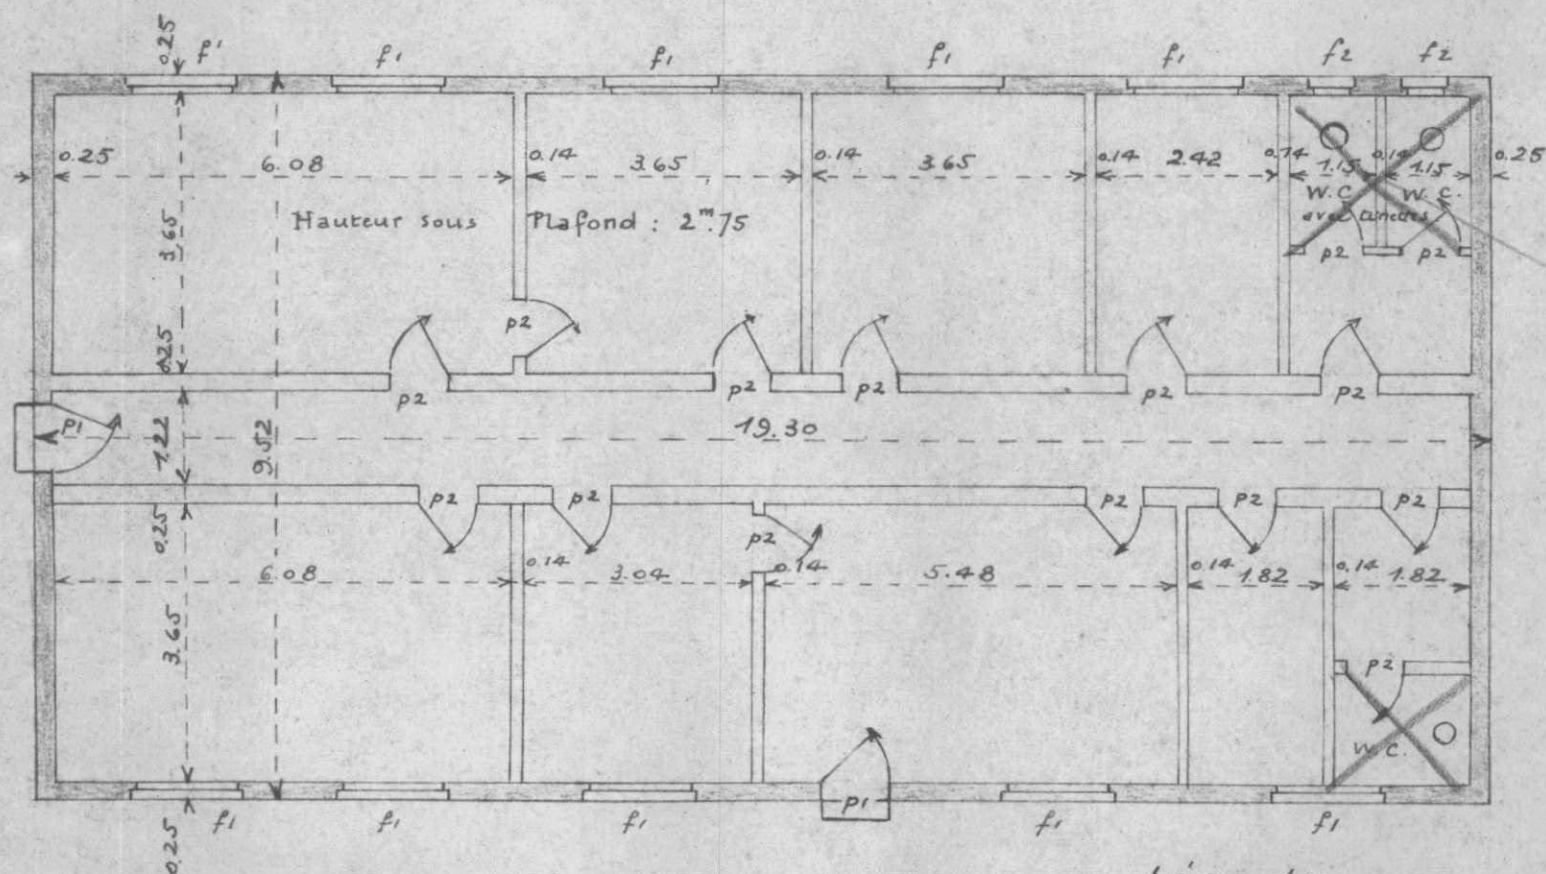 0.25
f1 f1 f1 f1 f1 f2 f2
0.25 6.08 0.14 3.65 0.14 3.65 0.14 2.42 0.14 1.15 0.14 1.15 0.25
W.C W.C.
avec
Hauteur sous Plafond : 2m.75
3.65
p2 p2
p2
0.25
p2 p2 p2 p2 p2
p1
1.22
9.52
19.30
p2 p2 p2 p2 p2
0.25
p2
6.08 0.14 3.04 0.14 5.48 0.14 1.82 0.14 1.82
3.65
p2
W.C.
p1
f1 f1 f1 f1 f1
0.25